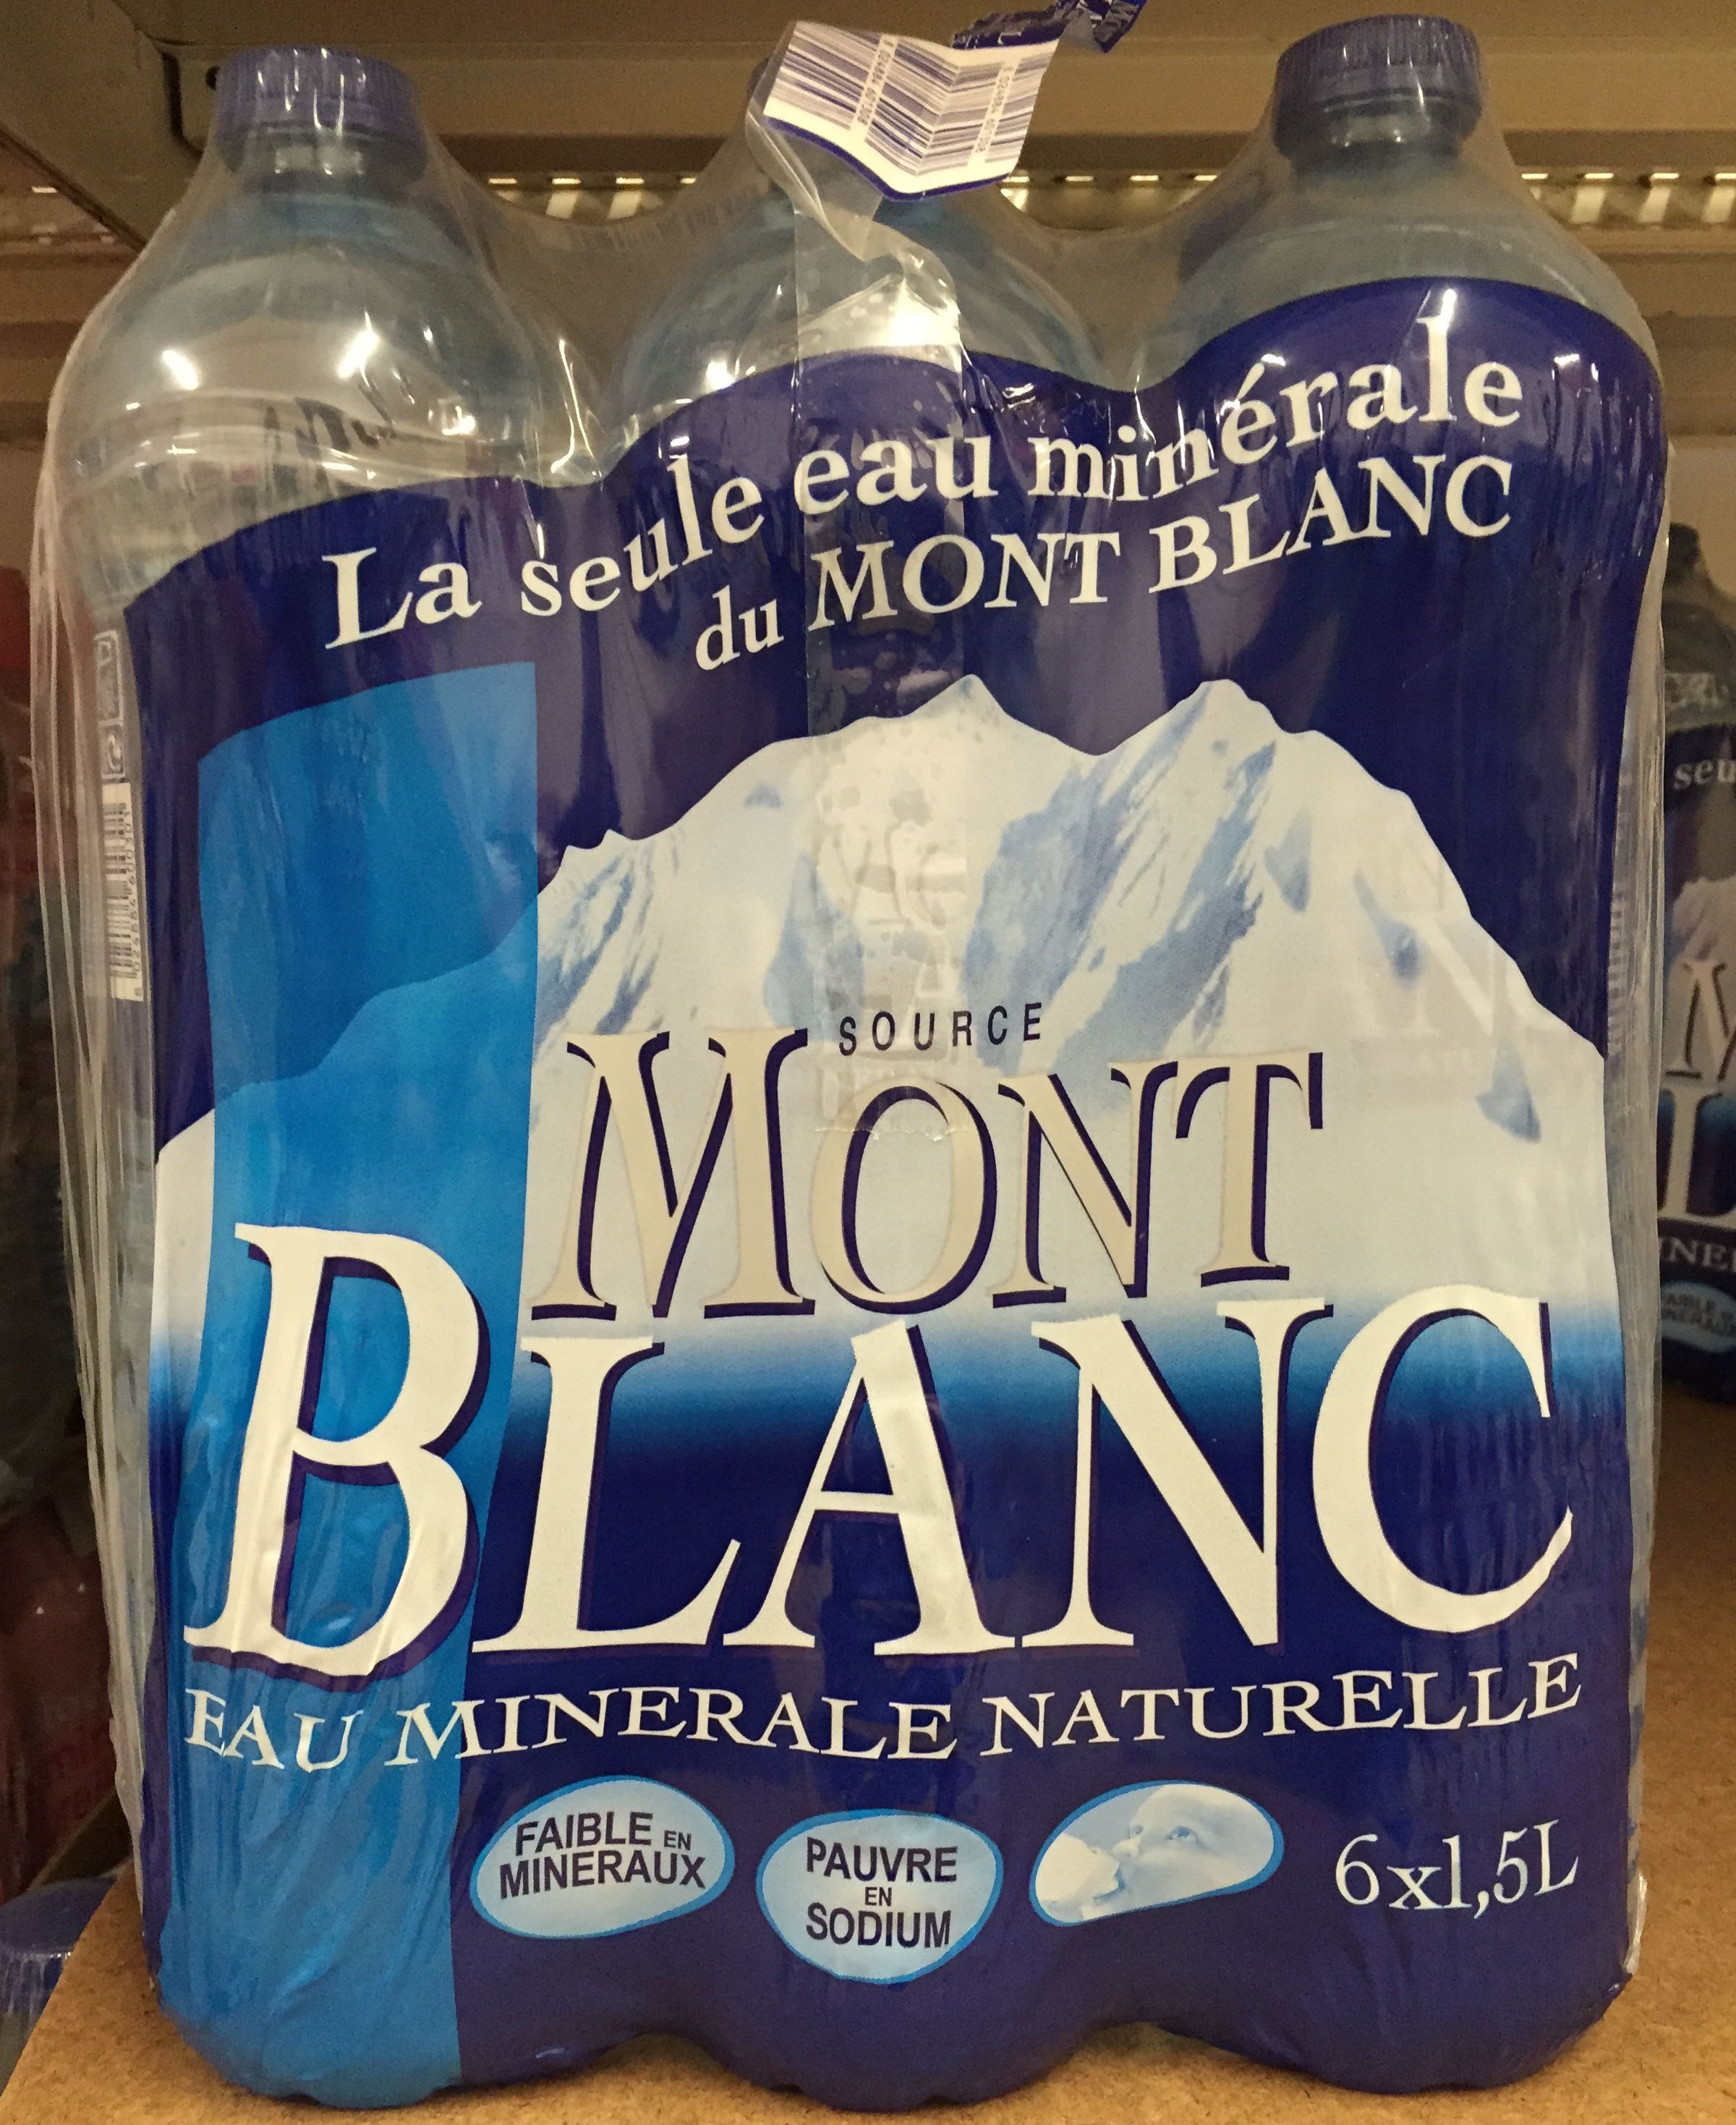 La seule eau minérale
du MONT BLANC
SOURCE
MONT
BLANC
EAU MINERALE NATURELLE
FAIBLE EN
MINERAUX
PAUVRE
EN
SODIUM
6x1,5L
seu